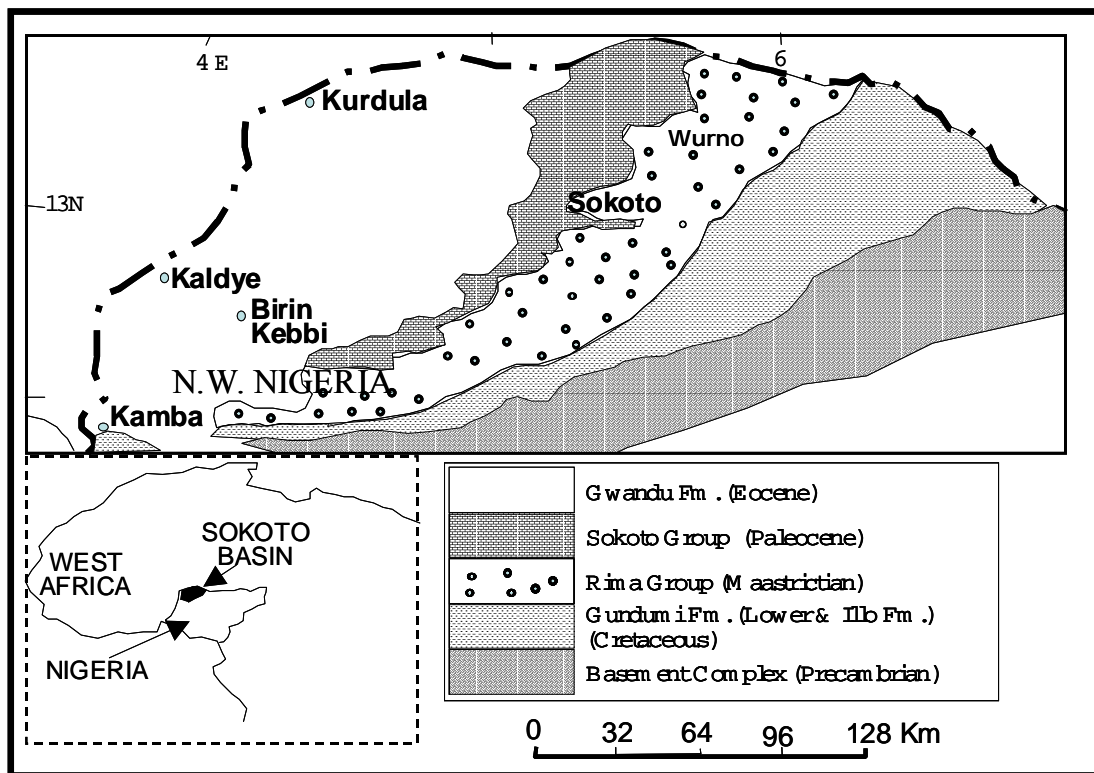 4 E
6
Kurdula
Wurno
13N
Sokoto
Kaldye
Birin
Kebbi
N.W. NIGERIA
Kamba
SOKOTO
BASIN
WEST
AFRICA
NIGERIA
Gwandu Fm. (Eocene)
Sokoto Group (Paleocene)
Rima Group (Maastrictian)
Gundumi Fm. (Lower & Illo Fm.)
(Cretaceous)
Basement Complex (Precambrian)
0 32 64 96 128 Km